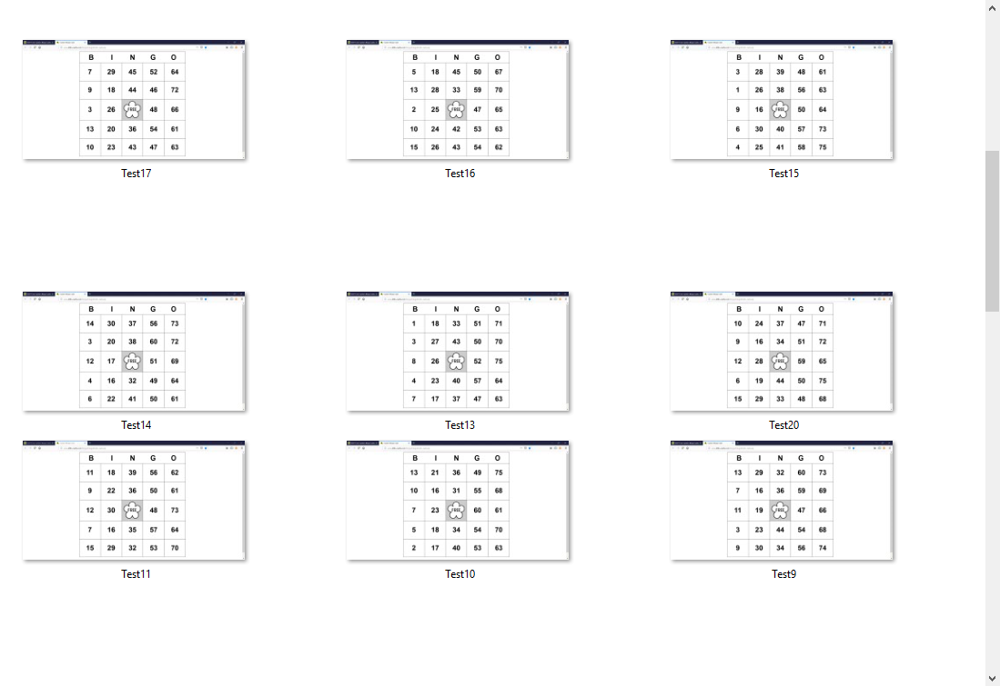 B I N G O
7 29 45 52 64
9 18 44 46 72
3 26 FREE 48 66
13 20 36 54 61
10 23 43 47 63
Test17
B I N G O
5 18 45 50 67
13 28 33 59 70
2 25 FREE 47 65
10 24 42 53 63
15 26 43 54 62
Test16
B I N G O
3 28 39 48 61
1 26 38 56 63
9 16 FREE 50 64
6 30 40 57 73
4 25 41 58 75
Test15
B I N G O
14 30 37 56 73
3 20 38 60 72
12 17 FREE 51 69
4 16 32 49 64
6 22 41 50 61
Test14
B I N G O
1 18 33 51 71
3 27 43 50 70
8 26 FREE 52 75
4 23 40 57 64
7 17 37 47 63
Test13
B I N G O
10 24 37 47 71
9 16 34 51 72
12 28 FREE 59 65
6 19 44 50 75
15 29 33 48 68
Test20
B I N G O
11 18 39 56 62
9 22 36 50 61
12 30 FREE 48 73
7 16 35 57 64
15 29 32 53 70
Test11
B I N G O
13 21 36 49 75
10 16 31 55 68
7 23 FREE 60 61
5 18 34 54 70
2 17 40 53 63
Test10
B I N G O
13 29 32 60 73
7 16 36 59 69
11 19 FREE 47 66
3 23 44 54 68
9 30 34 56 74
Test9